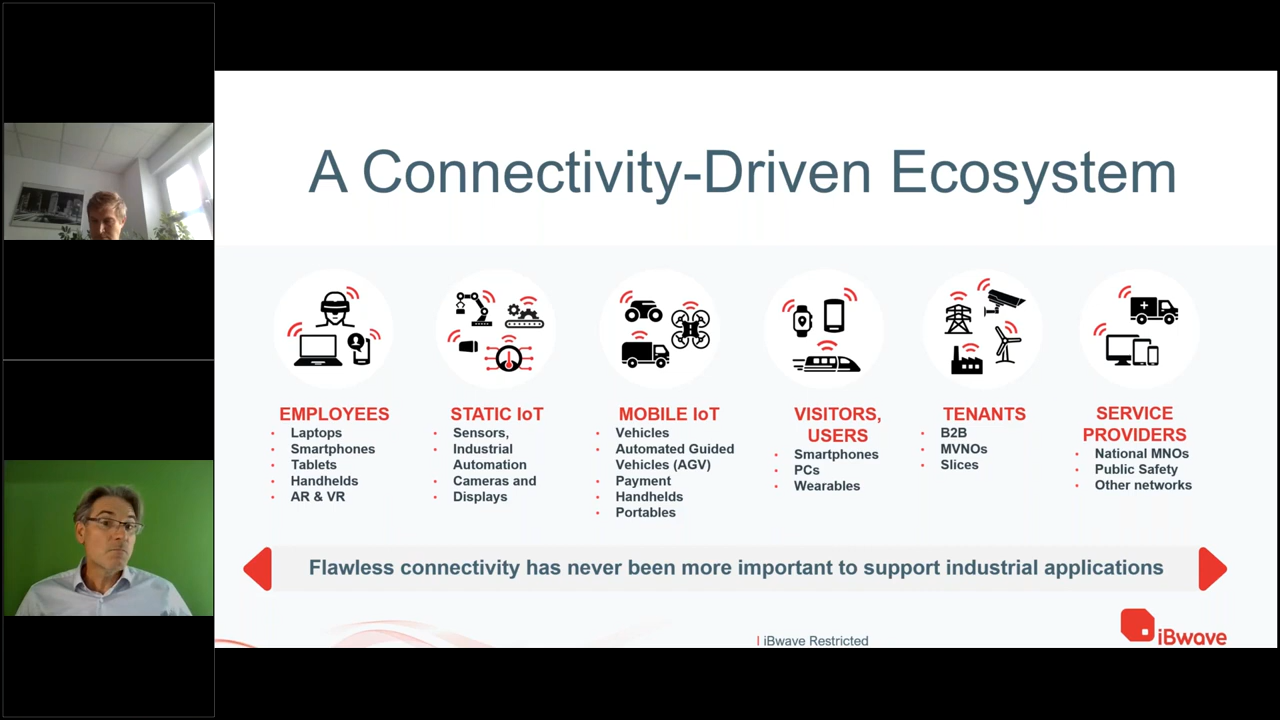 A Connectivity-Driven Ecosystem
EMPLOYEES
• Laptops
• Smartphones
• Tablets
• Handhelds
• AR & VR
STATIC IoT
• Sensors,
• Industrial
Automation
• Cameras and
• Displays
MOBILE IoT
• Vehicles
• Automated Guided
Vehicles (AGV)
• Payment
• Handhelds
• Portables
VISITORS,
USERS
• Smartphones
• PCs
• Wearables
TENANTS
• B2B
• MVNOs
• Slices
SERVICE
PROVIDERS
• National MNOs
• Public Safety
• Other networks
Flawless connectivity has never been more important to support industrial applications
| iBwave Restricted
iBwave